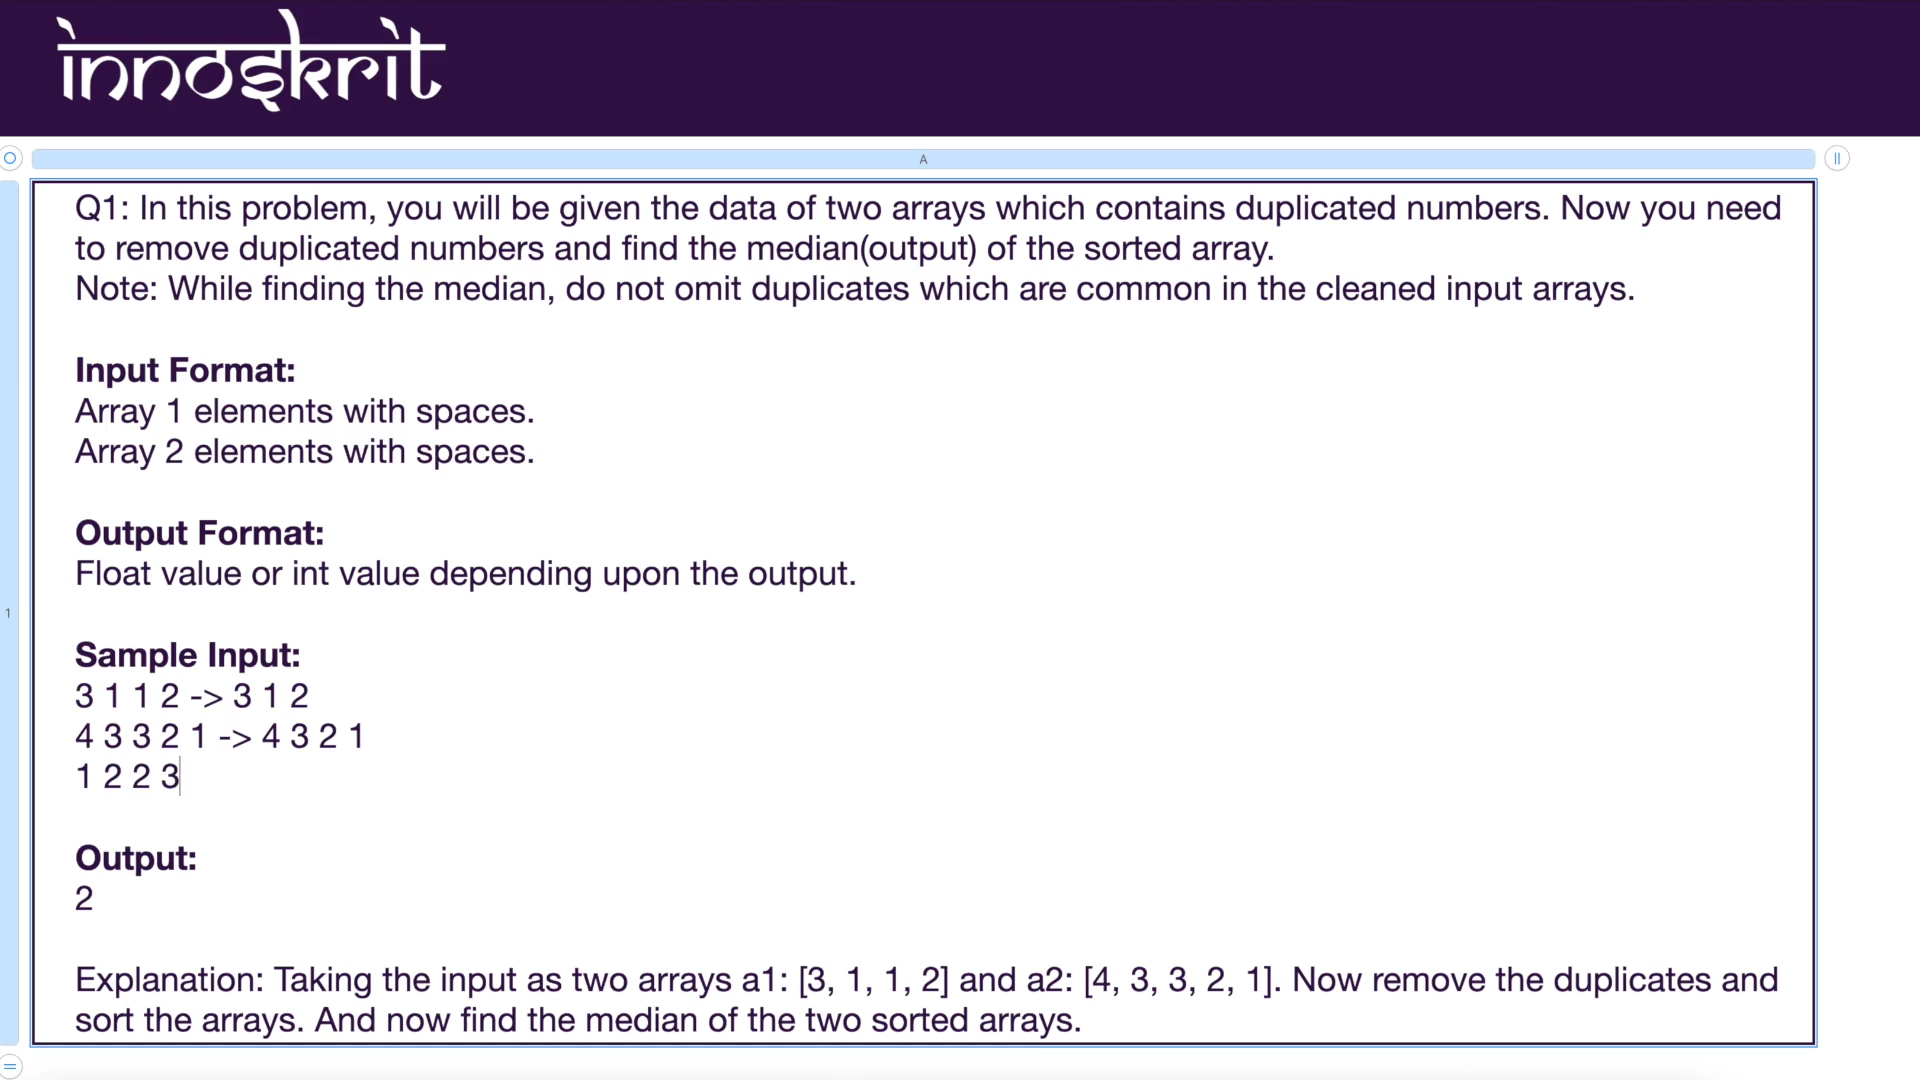 innoskrit
A
Q1: In this problem, you will be given the data of two arrays which contains duplicated numbers. Now you need
to remove duplicated numbers and find the median(output) of the sorted array.
Note: While finding the median, do not omit duplicates which are common in the cleaned input arrays.
Input Format:
Array 1 elements with spaces.
Array 2 elements with spaces.
Output Format:
Float value or int value depending upon the output.
1
Sample Input:
3 1 1 2 -> 3 1 2
4 3 3 2 1 -> 4 3 2 1
1 2 2 3
Output:
2
Explanation: Taking the input as two arrays a1: [3, 1, 1, 2] and a2: [4, 3, 3, 2, 1]. Now remove the duplicates and
sort the arrays. And now find the median of the two sorted arrays.